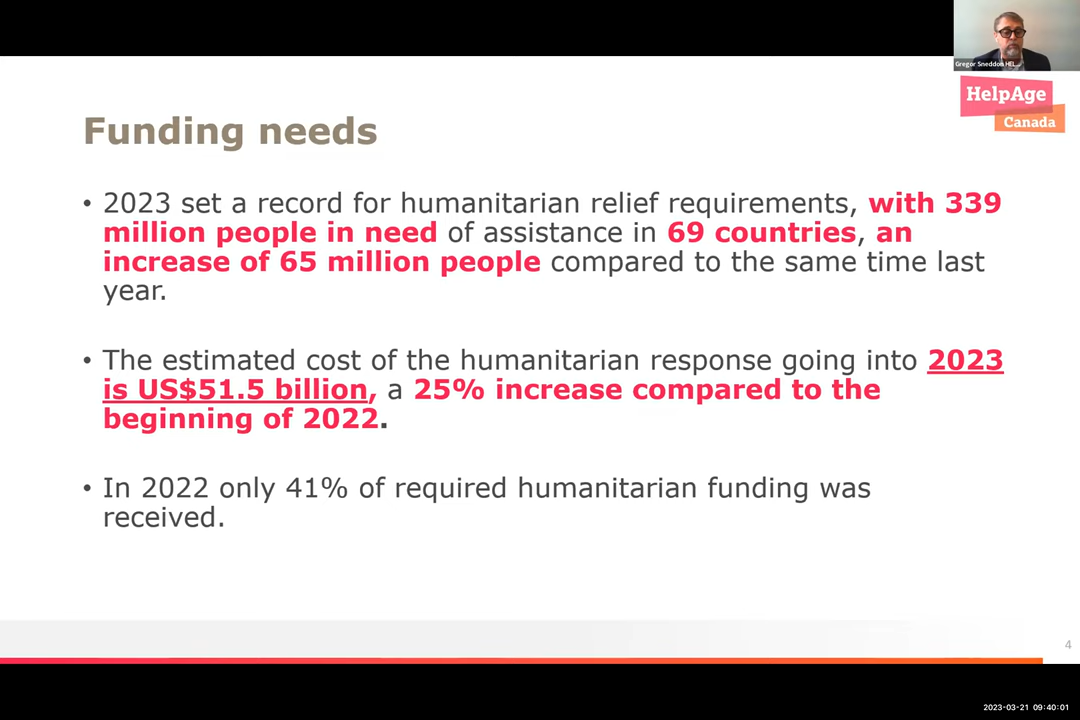 Gregor Sneddon HEL...
HelpAge
Canada
Funding needs
• 2023 set a record for humanitarian relief requirements, with 339
million people in need of assistance in 69 countries, an
increase of 65 million people compared to the same time last
year.
• The estimated cost of the humanitarian response going into 2023
is US$51.5 billion, a 25% increase compared to the
beginning of 2022.
• In 2022 only 41% of required humanitarian funding was
received.
4
2023-03-21 09:40:01